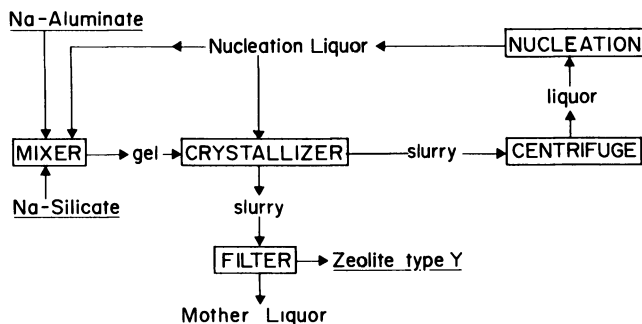 Na-Aluminate
Nucleation Liquor
NUCLEATION
liquor
MIXER
gel
CRYSTALLIZER
slurry
CENTRIFUGE
Na-Silicate
slurry
FILTER
Zeolite type Y
Mother Liquor